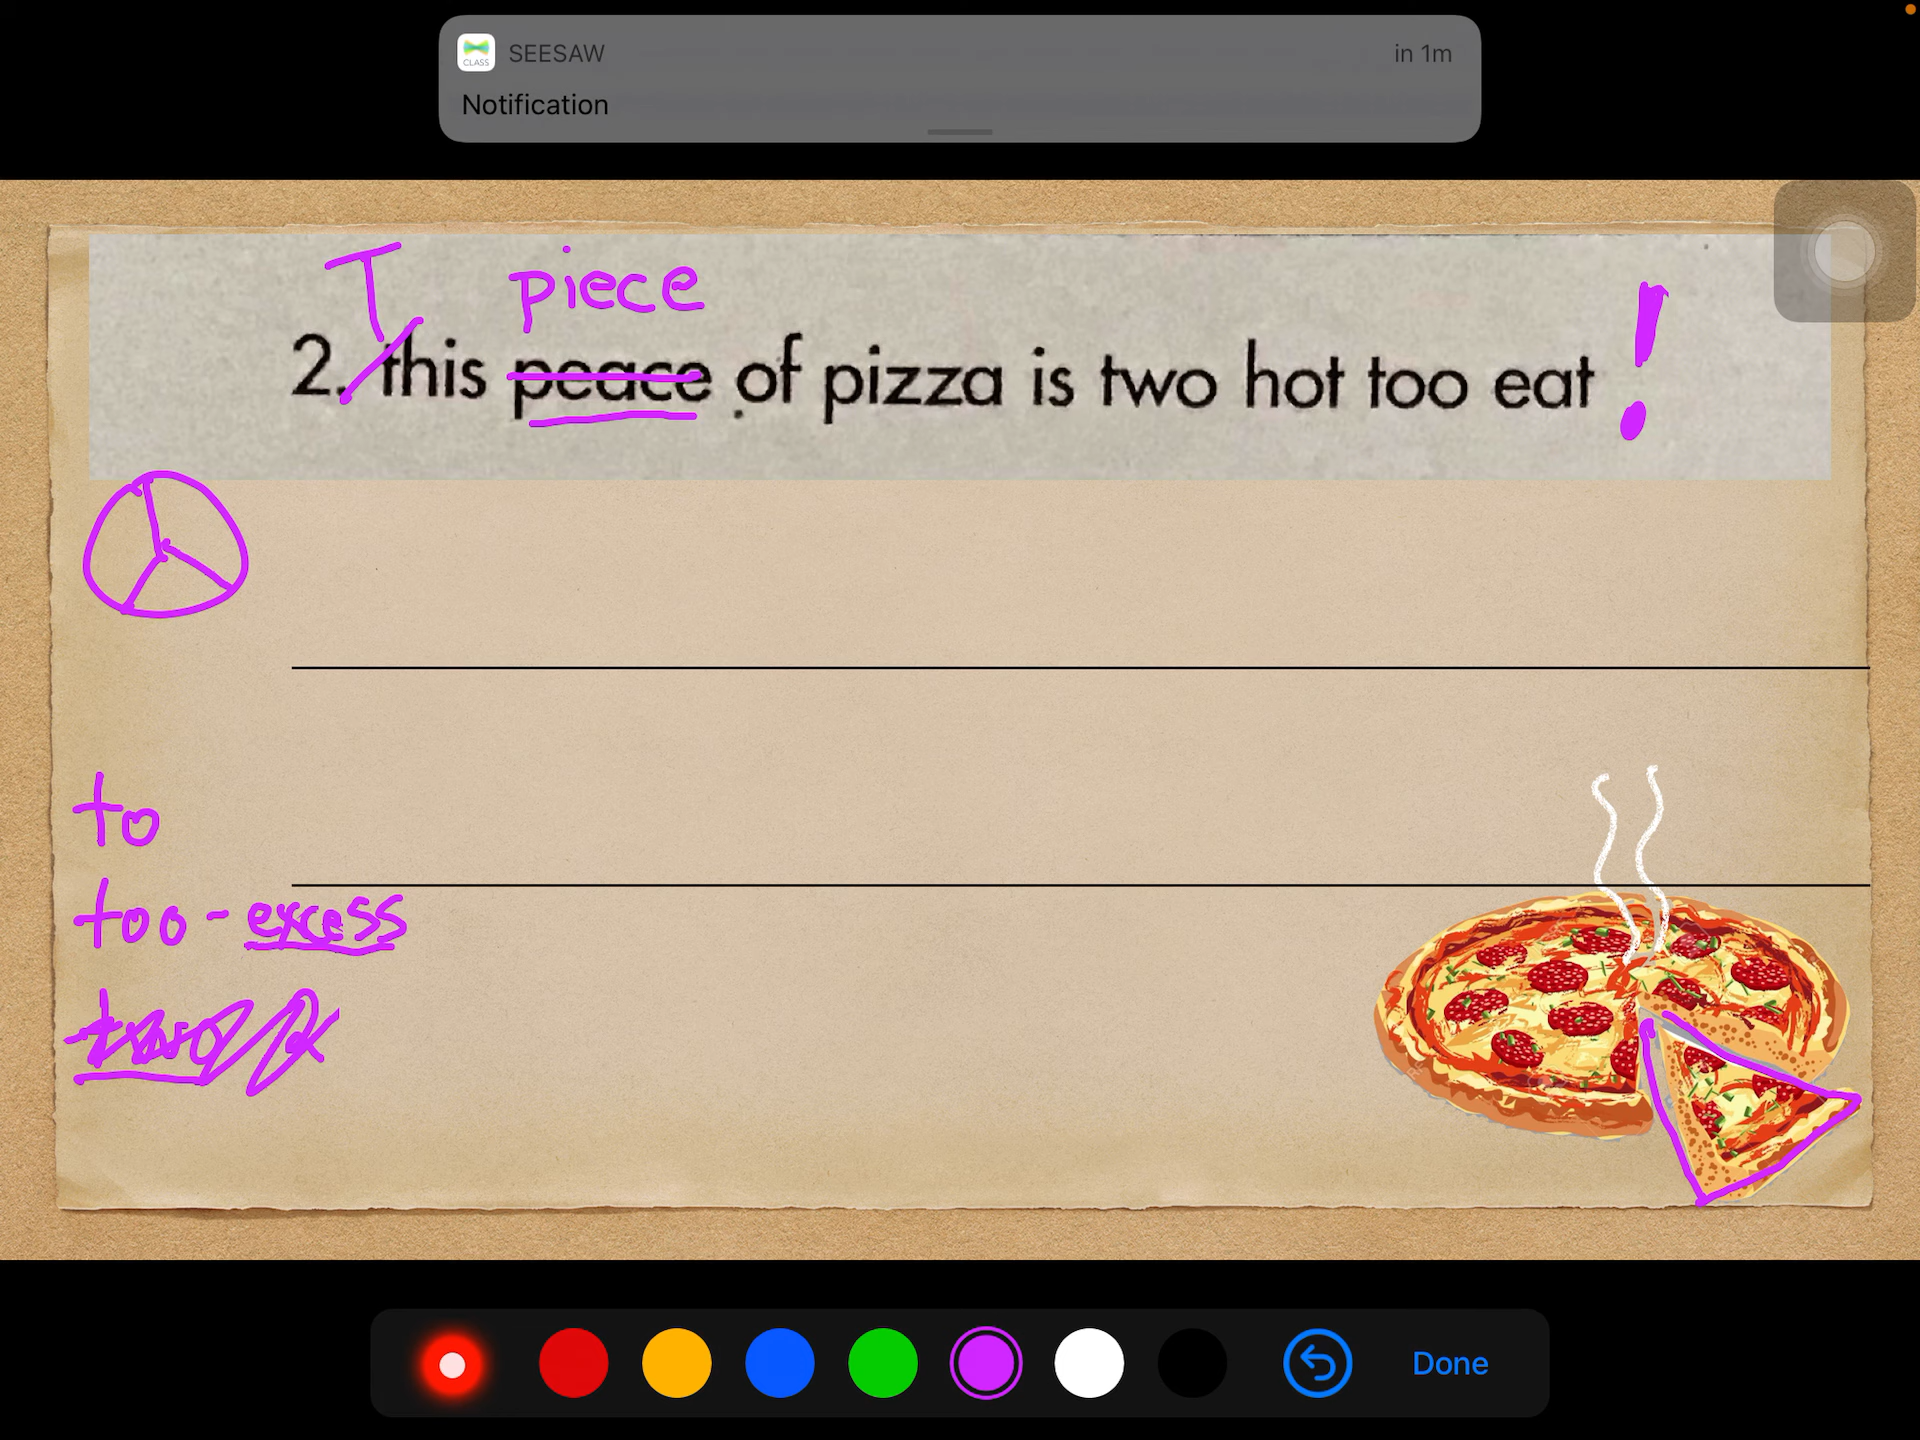 SEESAW in 1m
CLASS
Notification
T piece
2. this peace of pizza is two hot too eat !
to
too - excess
Done